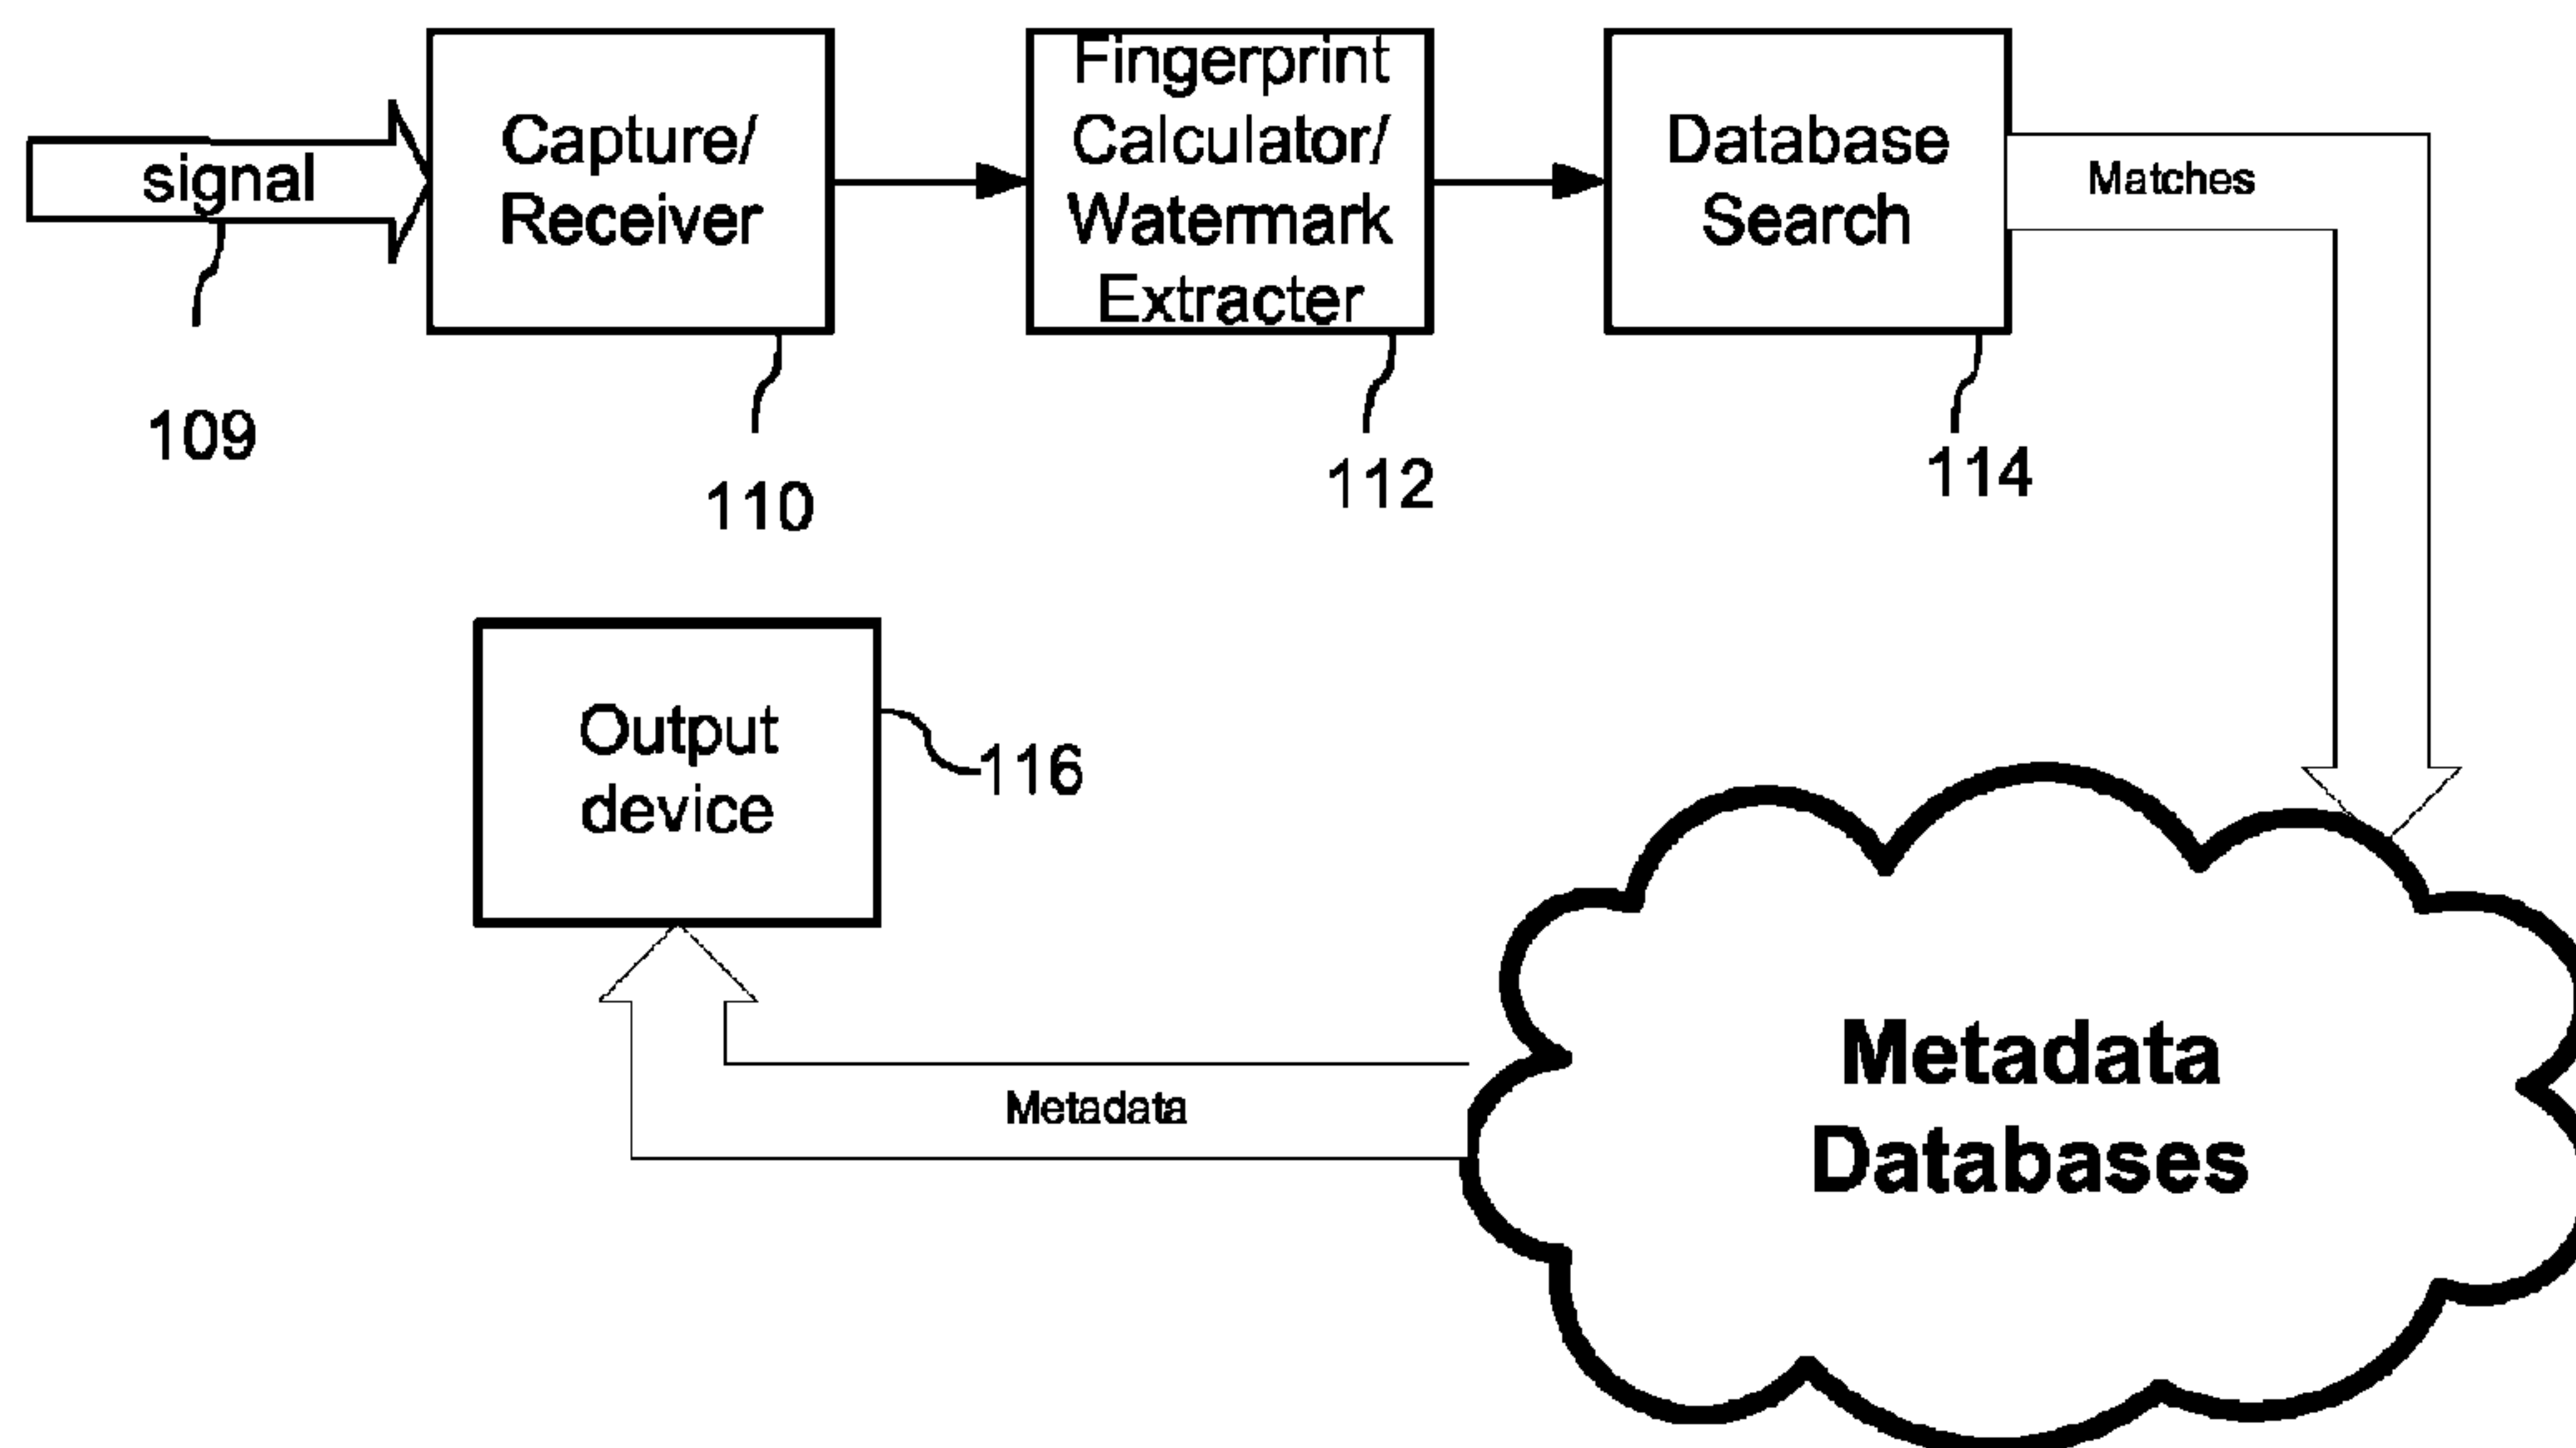 signal
Capture/
Receiver
Fingerprint
Calculator/
Watermark
Extracter
Database
Search
Matches
109
110
112
114
Output
device
116
Metadata
Metadata
Databases